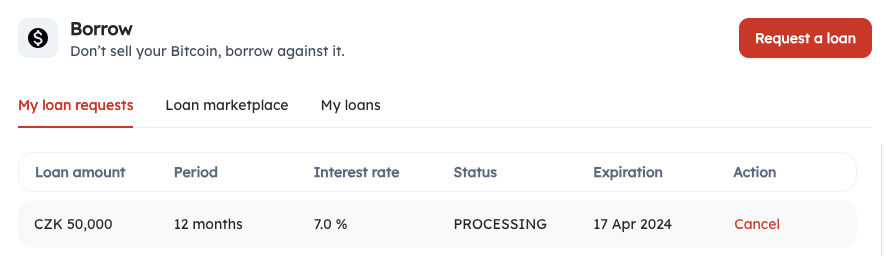 Borrow
Don't sell your Bitcoin, borrow against it.
Request a loan
My loan requests Loan marketplace My loans
Loan amount Period Interest rate Status Expiration Action
CZK 50,000 12 months 7.0 % PROCESSING 17 Apr 2024 Cancel